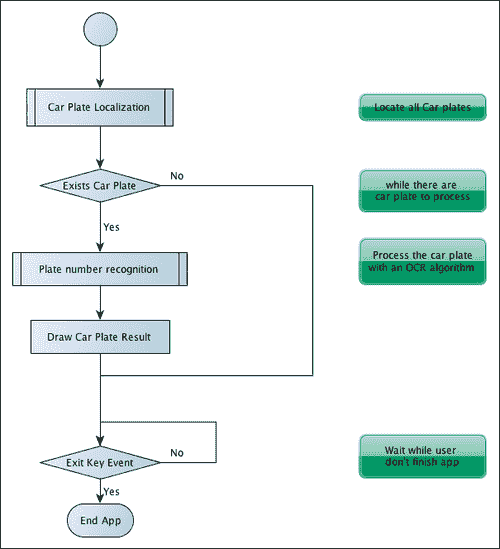 Car Plate Localization
Locate all Car plates
Exists Car Plate
No
while there are
car plate to process
Yes
Plate number recognition
Process the car plate
with an OCR algorithm
Draw Car Plate Result
Exit Key Event
No
Wait while user
don't finish app
Yes
End App